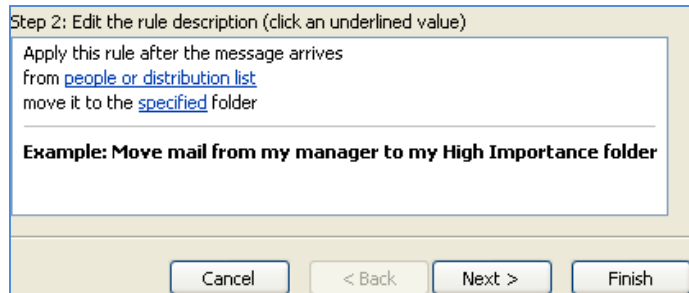 Step 2: Edit the rule description (click an underlined value)
Apply this rule after the message arrives
from people or distribution list
move it to the specified folder
Example: Move mail from my manager to my High Importance folder
Cancel < Back Next > Finish